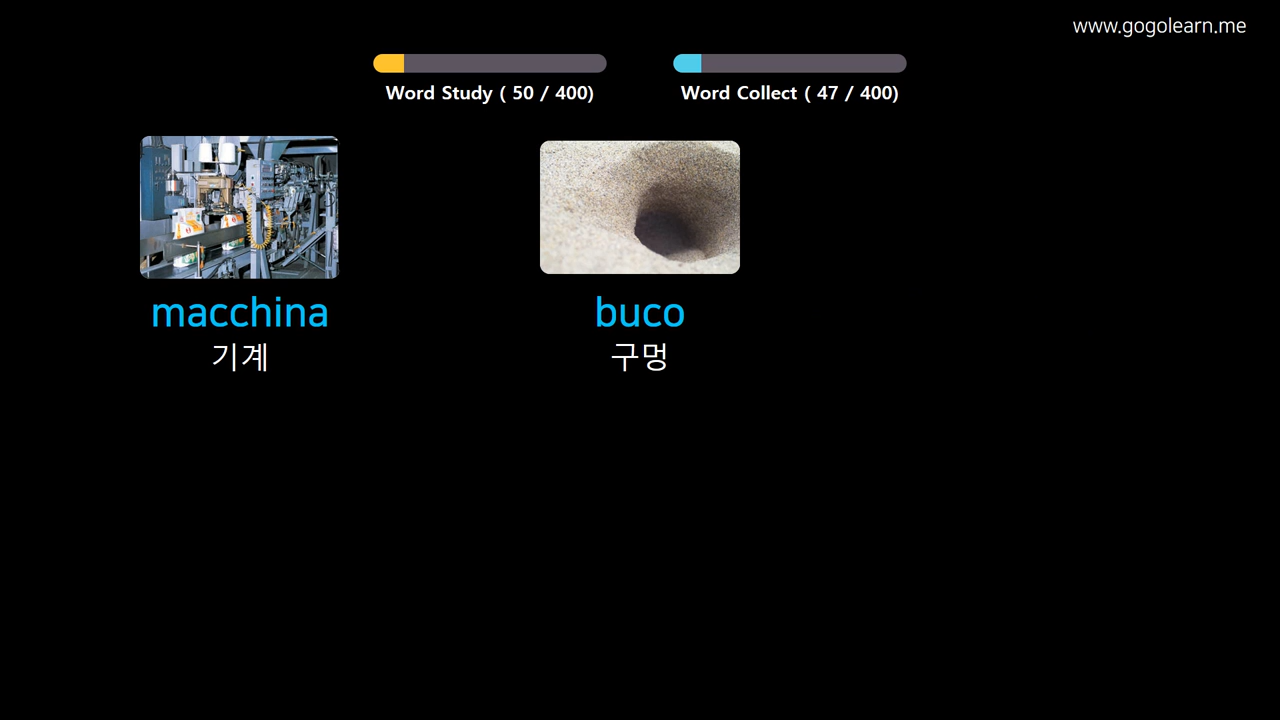 www.gogolearn.me
Word Study ( 50 / 400)
Word Collect ( 47 / 400)
macchina
기계
buco
구멍